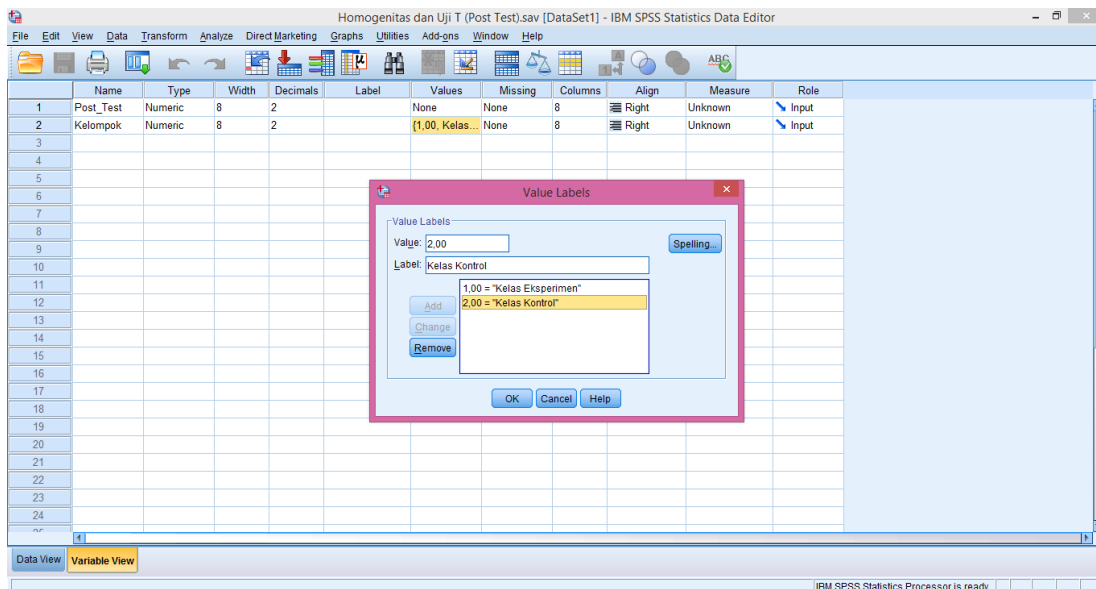 Homogenitas dan Uji T (Post Test).sav [DataSet1] - IBM SPSS Statistics Data Editor
File Edit View Data Transform Analyze Direct Marketing Graphs Utilities Add-ons Window Help
Name Type Width Decimals Label Values Missing Columns Align Measure Role
1 Post_Test Numeric 8 2 None None 8 Right Unknown Input
2 Kelompok Numeric 8 2 {1,00, Kelas... None 8 Right Unknown Input
3
4
5
6
7
8
9
10
11
12
13
14
15
16
17
18
19
20
21
22
23
24
Value Labels
Value Labels
Value: 2,00
Spelling...
Label: Kelas Kontrol
1,00 = "Kelas Eksperimen"
2,00 = "Kelas Kontrol"
Add
Change
Remove
OK Cancel Help
Data View Variable View
IBM SPSS Statistics Processor is ready